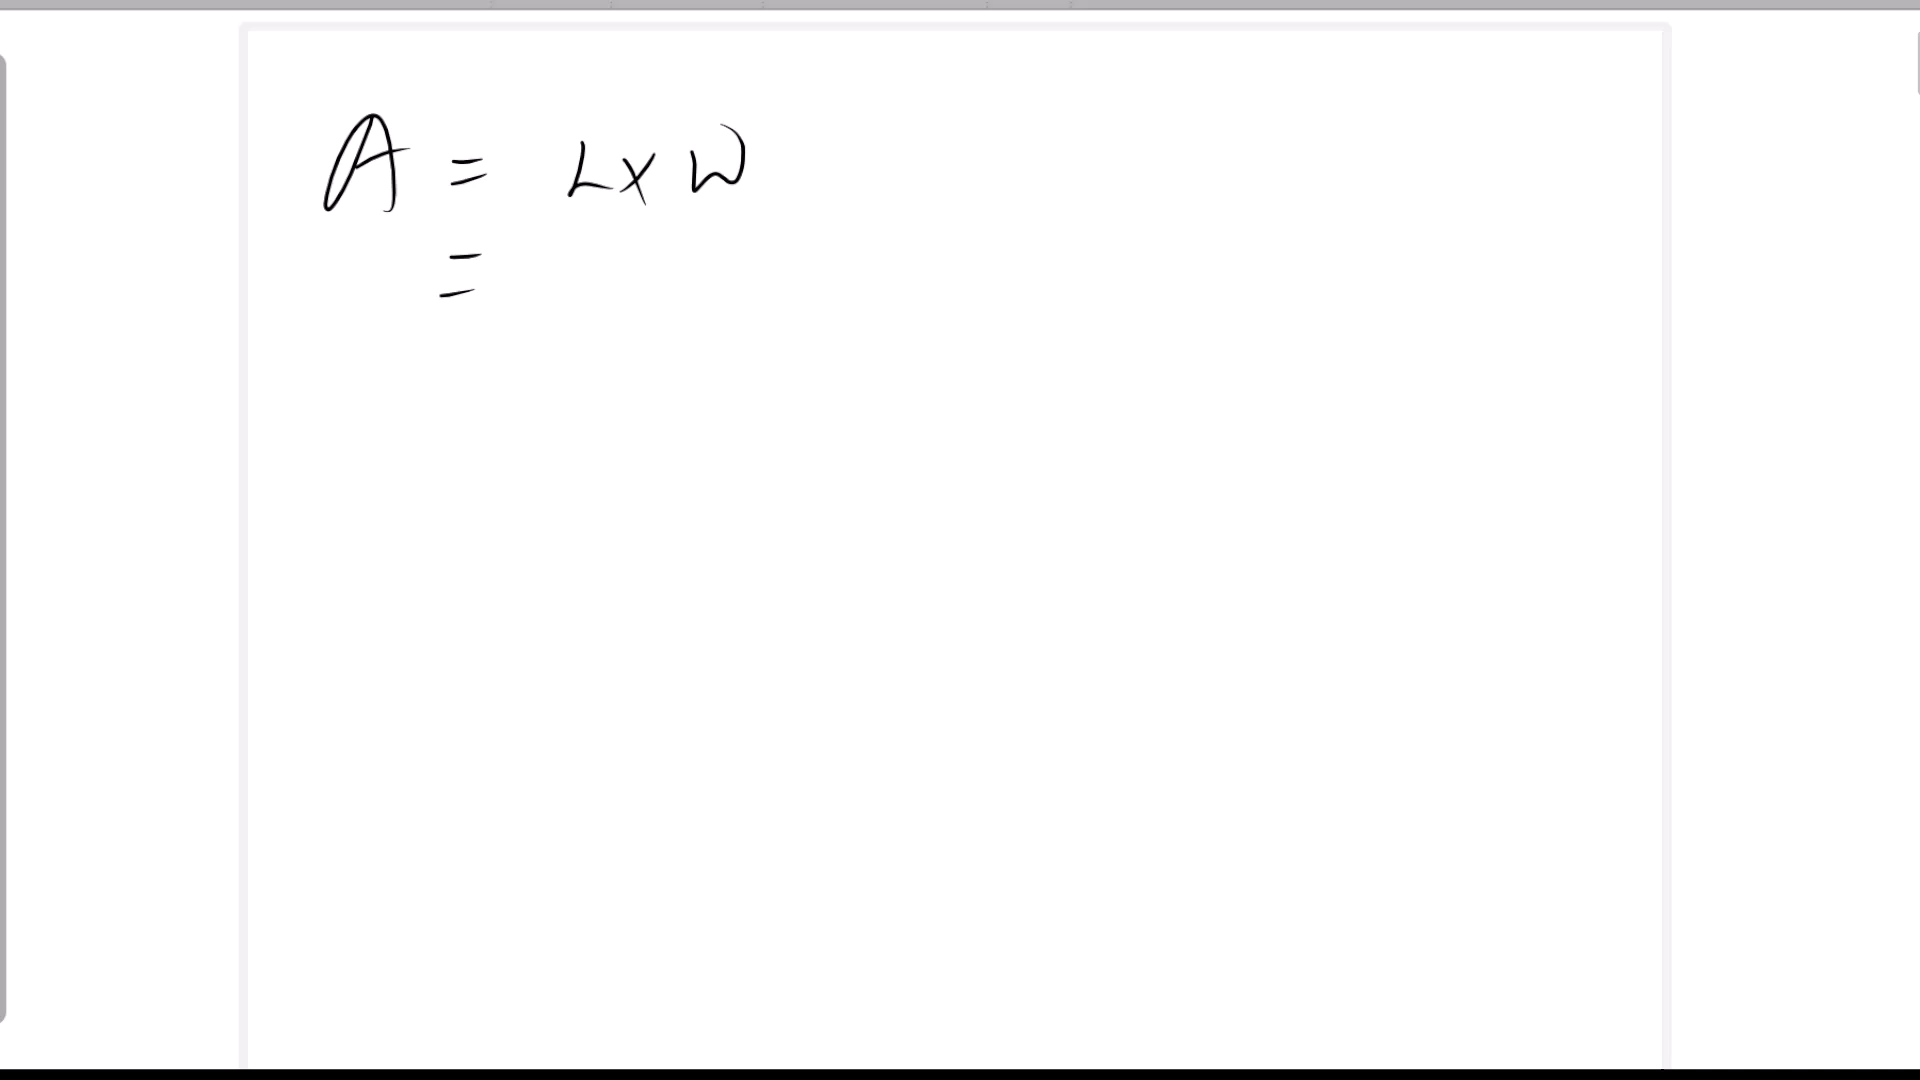 A = L x W
=